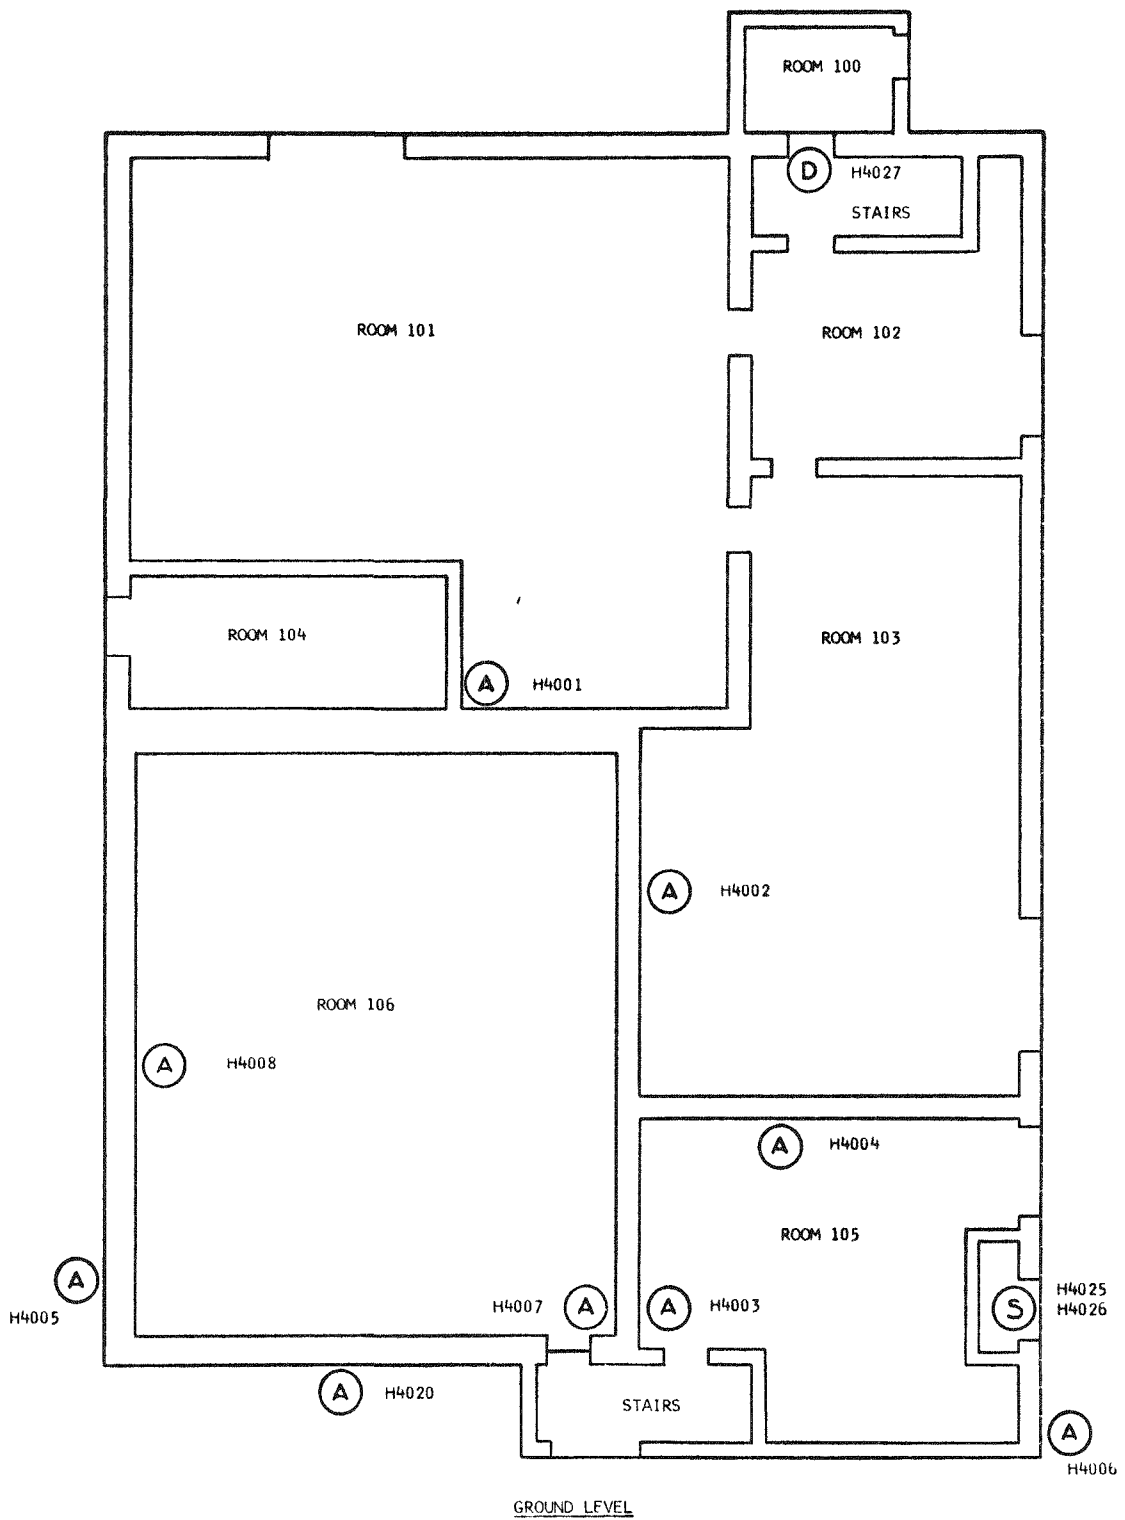 ROOM 100
D H4027
STAIRS
ROOM 101
ROOM 102
ROOM 104
ROOM 103
A H4001
A H4002
ROOM 106
A H4008
A H4004
ROOM 105
A
H4005
H4007 A
A H4003
S H4025
H4026
A H4020
STAIRS
A
H4006
GROUND LEVEL